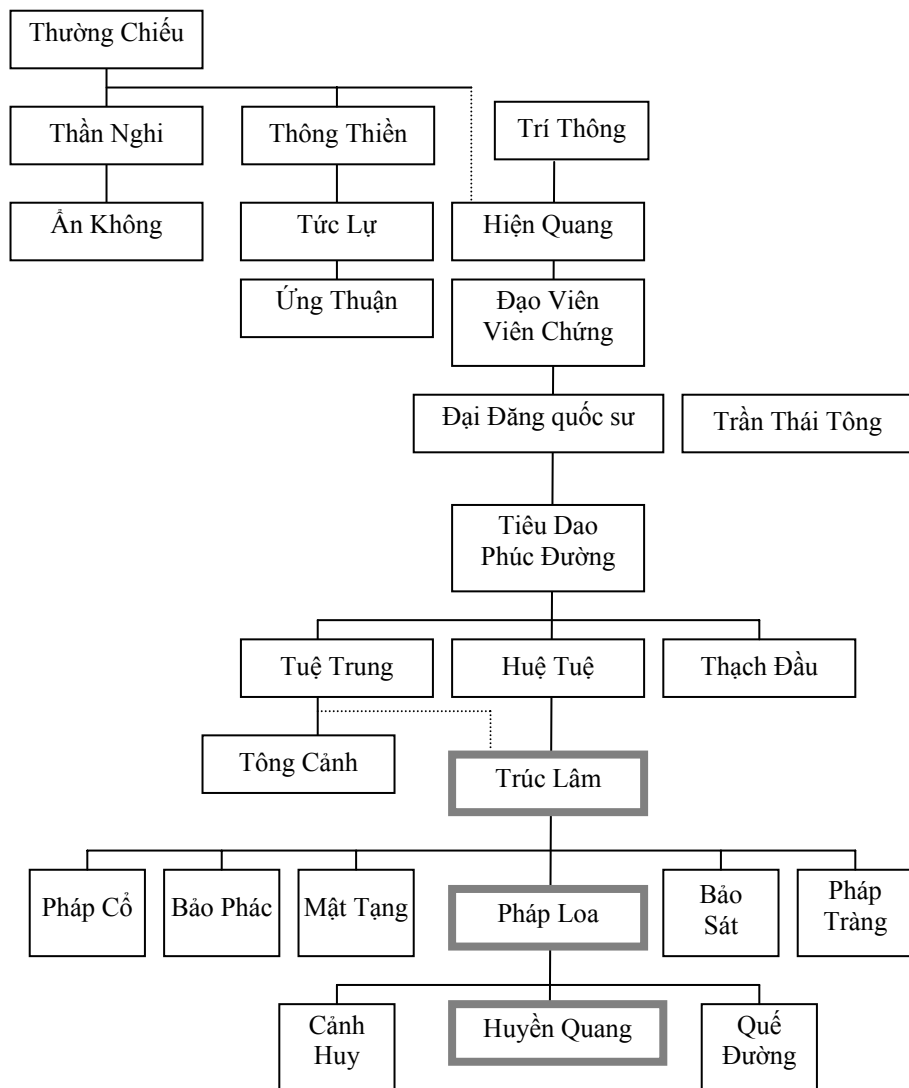 Thường Chiếu
Thần Nghi
Thông Thiền
Trí Thông
Ẩn Không
Tức Lự
Hiện Quang
Ứng Thuận
Đạo Viên
Viên Chứng
Đại Đăng quốc sư
Trần Thái Tông
Tiêu Dao
Phúc Đường
Tuệ Trung
Huệ Tuệ
Thạch Đầu
Tông Cảnh
Trúc Lâm
Pháp Cổ
Bảo Phác
Mật Tạng
Pháp Loa
Bảo
Sát
Pháp
Tràng
Cảnh
Huy
Huyền Quang
Quế
Đường